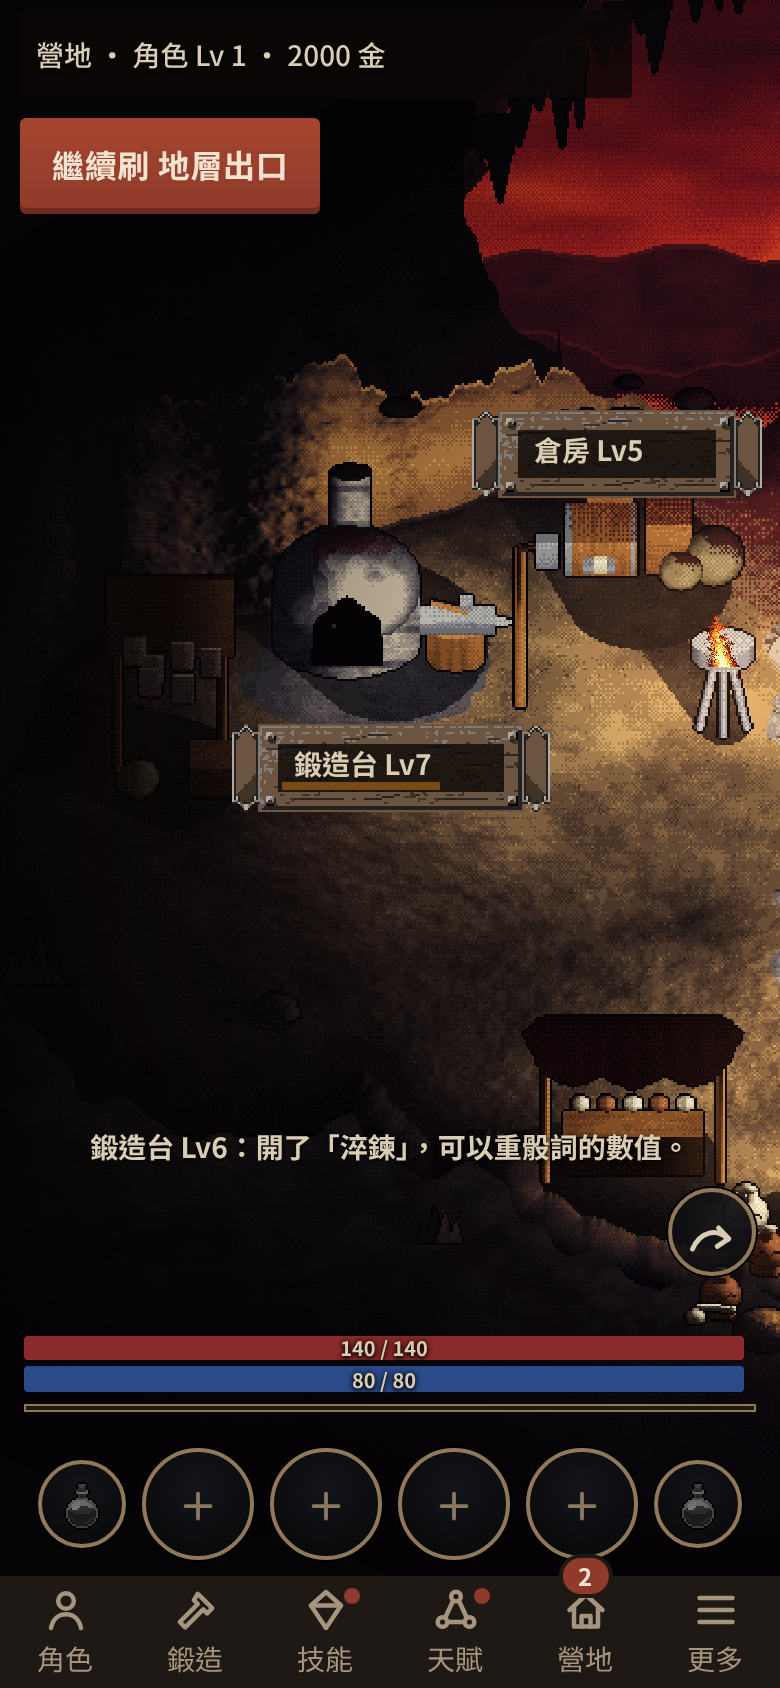 營地 · 角色 Lv 1 · 2000 金
繼續刷 地層出口
倉房 Lv5
鍛造台 Lv7
鍛造台 Lv6：開了「淬鍊」，可以重骰詞的數值。
140 / 140
80 / 80
2
角色
鍛造
技能
天賦
營地
更多